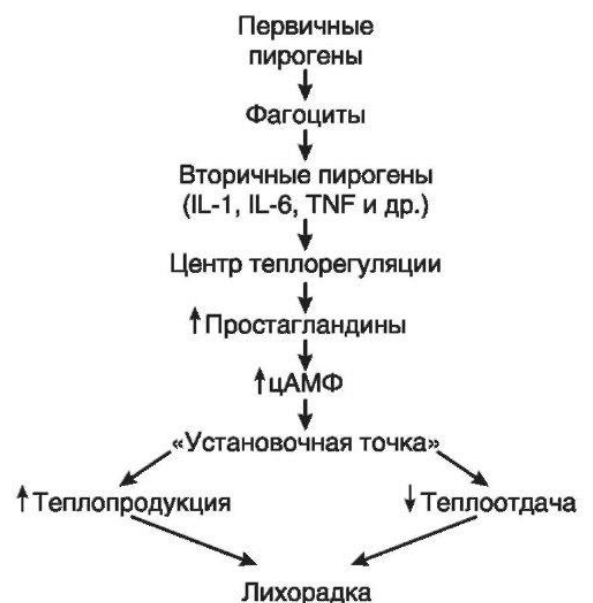 Первичные
пирогены
Фагоциты
Вторичные пирогены
(IL-1, IL-6, TNF и др.)
Центр теплорегуляции
↑Простагландины
↑цАМФ
«Установочная точка»
↑Теплопродукция ↓Теплоотдача
Лихорадка